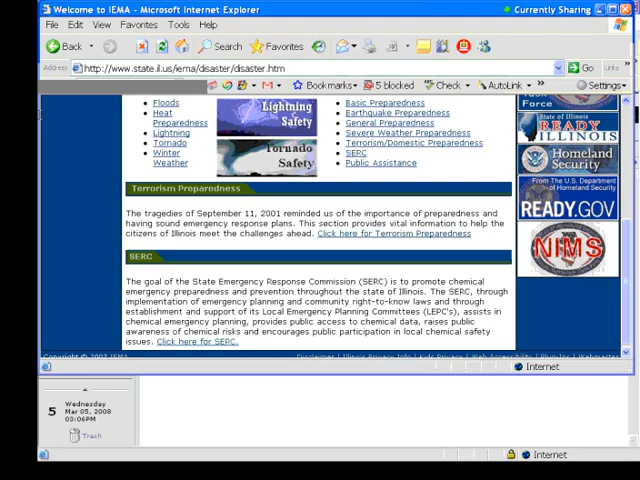 Welcome to IEMA - Microsoft Internet Explorer
Currently Sharing
File Edit View Favorites Tools Help
Back Search Favorites
Address http://www.state.il.us/iema/disaster/disaster.htm Go Links »
Bookmarks 5 blocked Check AutoLink » Settings
Floods
Heat
Preparedness
Lightning
Tornado
Winter
Weather
Lightning
Safety
Tornado
Safety
Basic Preparedness
Earthquake Preparedness
General Preparedness
Severe Weather Preparedness
Terrorism/Domestic Preparedness
SERC
Public Assistance
Force
State of Illinois
READY
ILLINOIS
Homeland
Security
From The U.S. Department
of Homeland Security
READY.GOV
NIMS
Terrorism Preparedness
The tragedies of September 11, 2001 reminded us of the importance of preparedness and
having sound emergency response plans. This section provides vital information to help the
citizens of Illinois meet the challenges ahead. Click here for Terrorism Preparedness
SERC
The goal of the State Emergency Response Commission (SERC) is to promote chemical
emergency preparedness and prevention throughout the state of Illinois. The SERC, through
implementation of emergency planning and community right-to-know laws and through
establishment and support of its Local Emergency Planning Committees (LEPC's), assists in
chemical emergency planning, provides public access to chemical data, raises public
awareness of chemical risks and encourages public participation in local chemical safety
issues. Click here for SERC.
Copyright © 2007 IEMA Disclaimer | Illinois Privacy Info | Kids Privacy | Web Accessibility | Plug-Ins | Webmaster
Internet
5 Wednesday
Mar 05, 2008
03:06PM
Trash
Internet